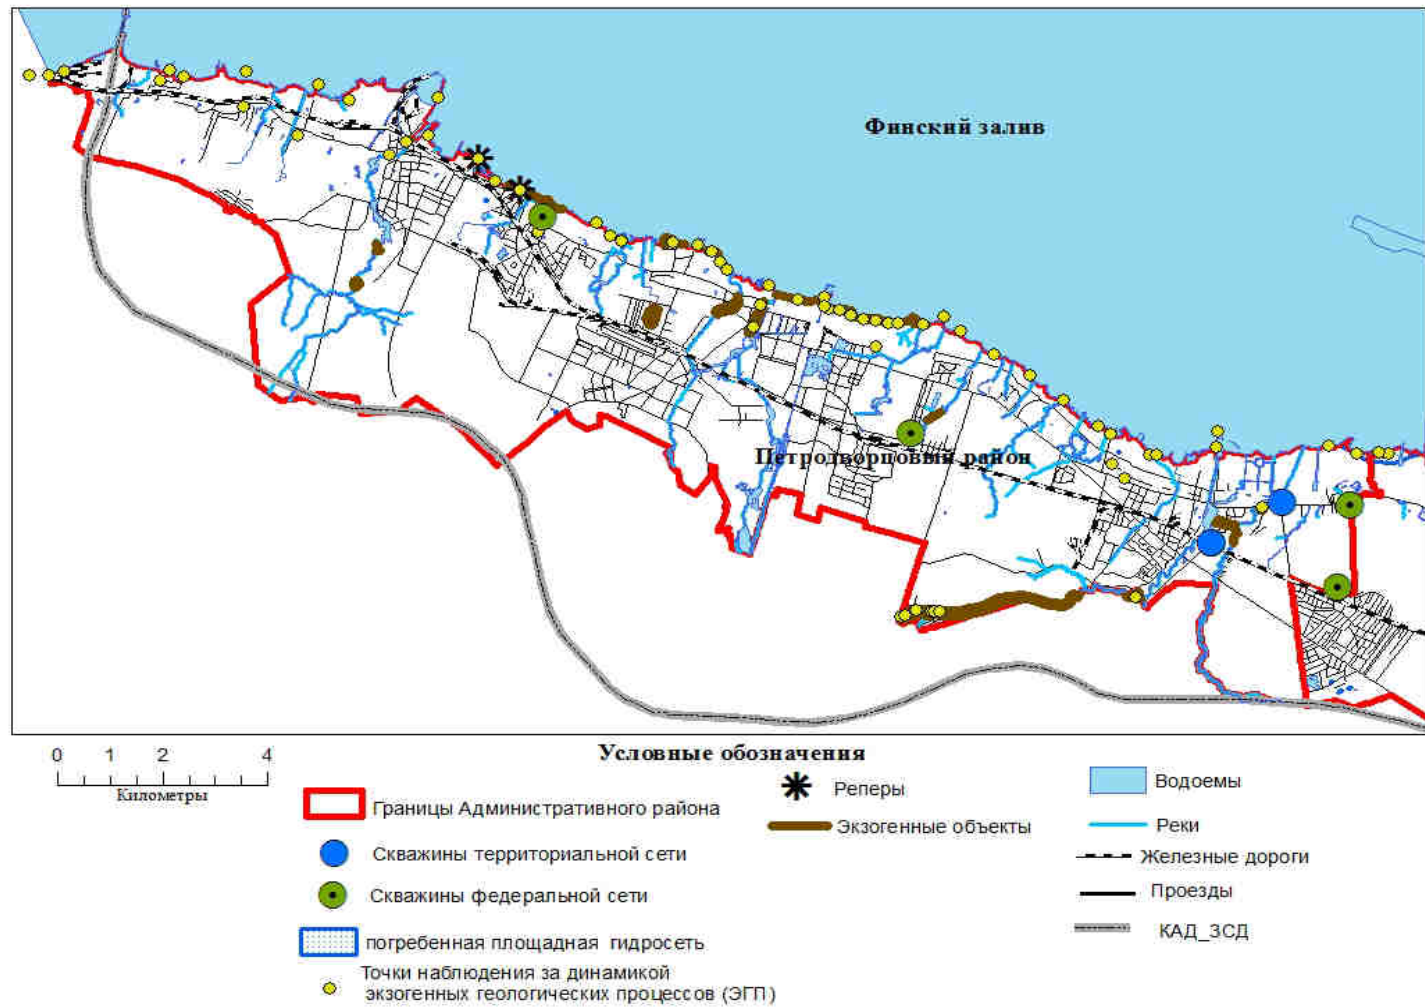 Финский залив
Петродворцовый район
0 1 2 4
Километры
Условные обозначения
Границы Административного района
Скважины территориальной сети
Скважины федеральной сети
погребенная площадная гидросеть
Точки наблюдения за динамикой
экзогенных геологических процессов (ЭГП)
Реперы
Экзогенные объекты
Водоемы
Реки
Железные дороги
Проезды
КАД_ЗСД